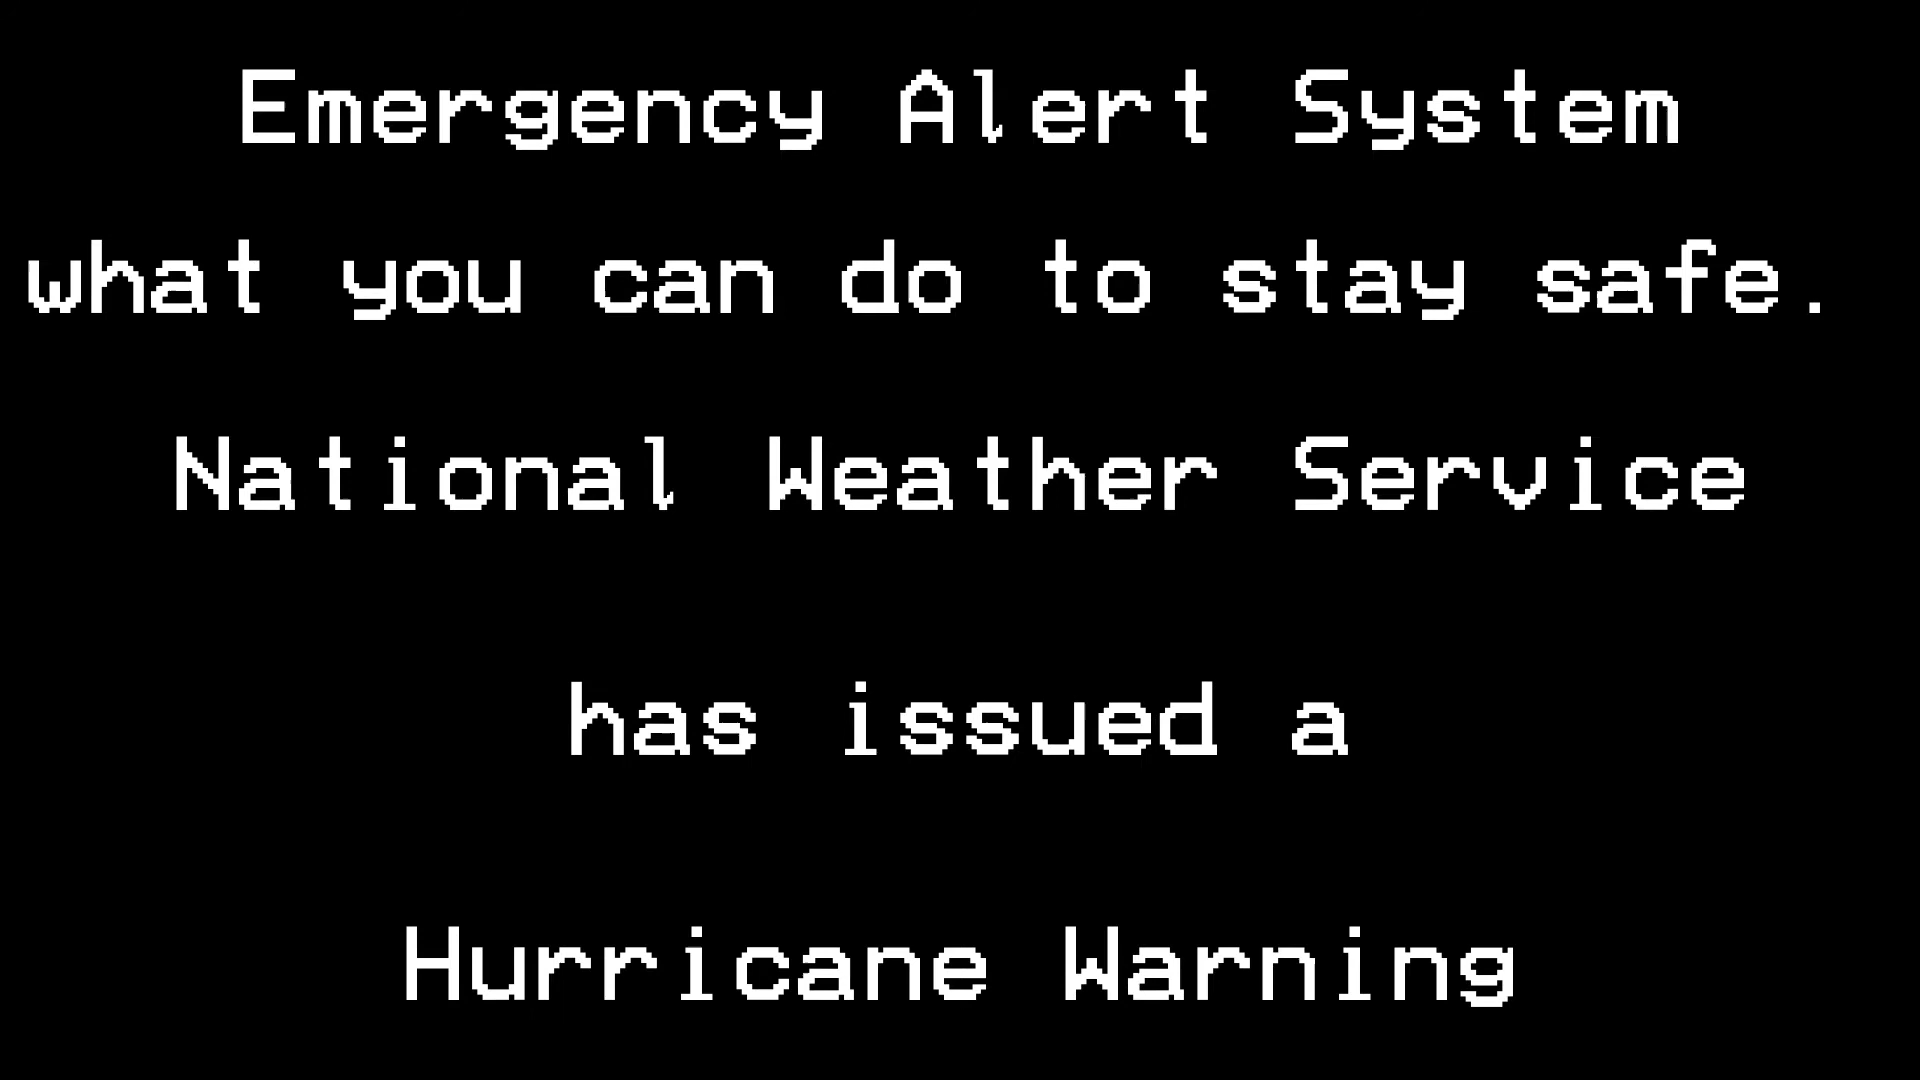 Emergency Alert System
what you can do to stay safe.
National Weather Service
has issued a
Hurricane Warning